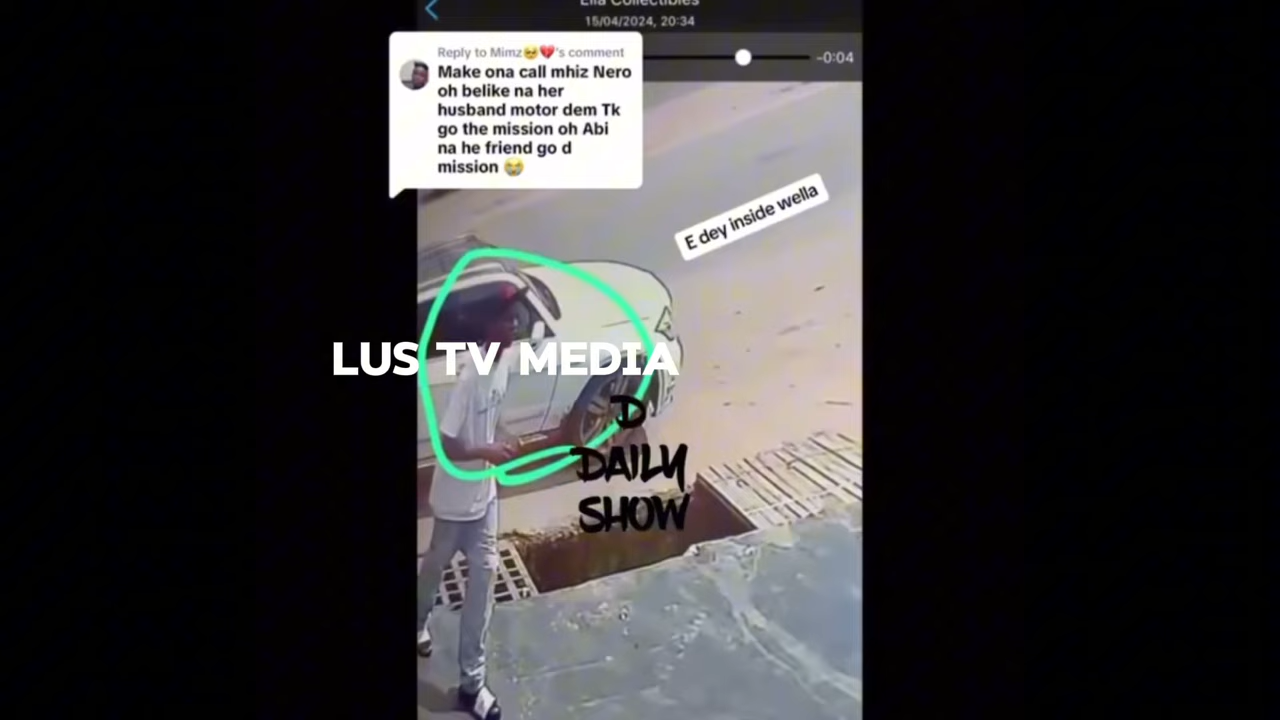 Ella Collectibles
15/04/2024, 20:34
-0:04
Reply to Mimz🥺💔's comment
Make ona call mhiz Nero
oh belike na her
husband motor dem Tk
go the mission oh Abi
na he friend go d
mission 😭
E dey inside wella
LUS TV MEDIA
D
DAILY
SHOW